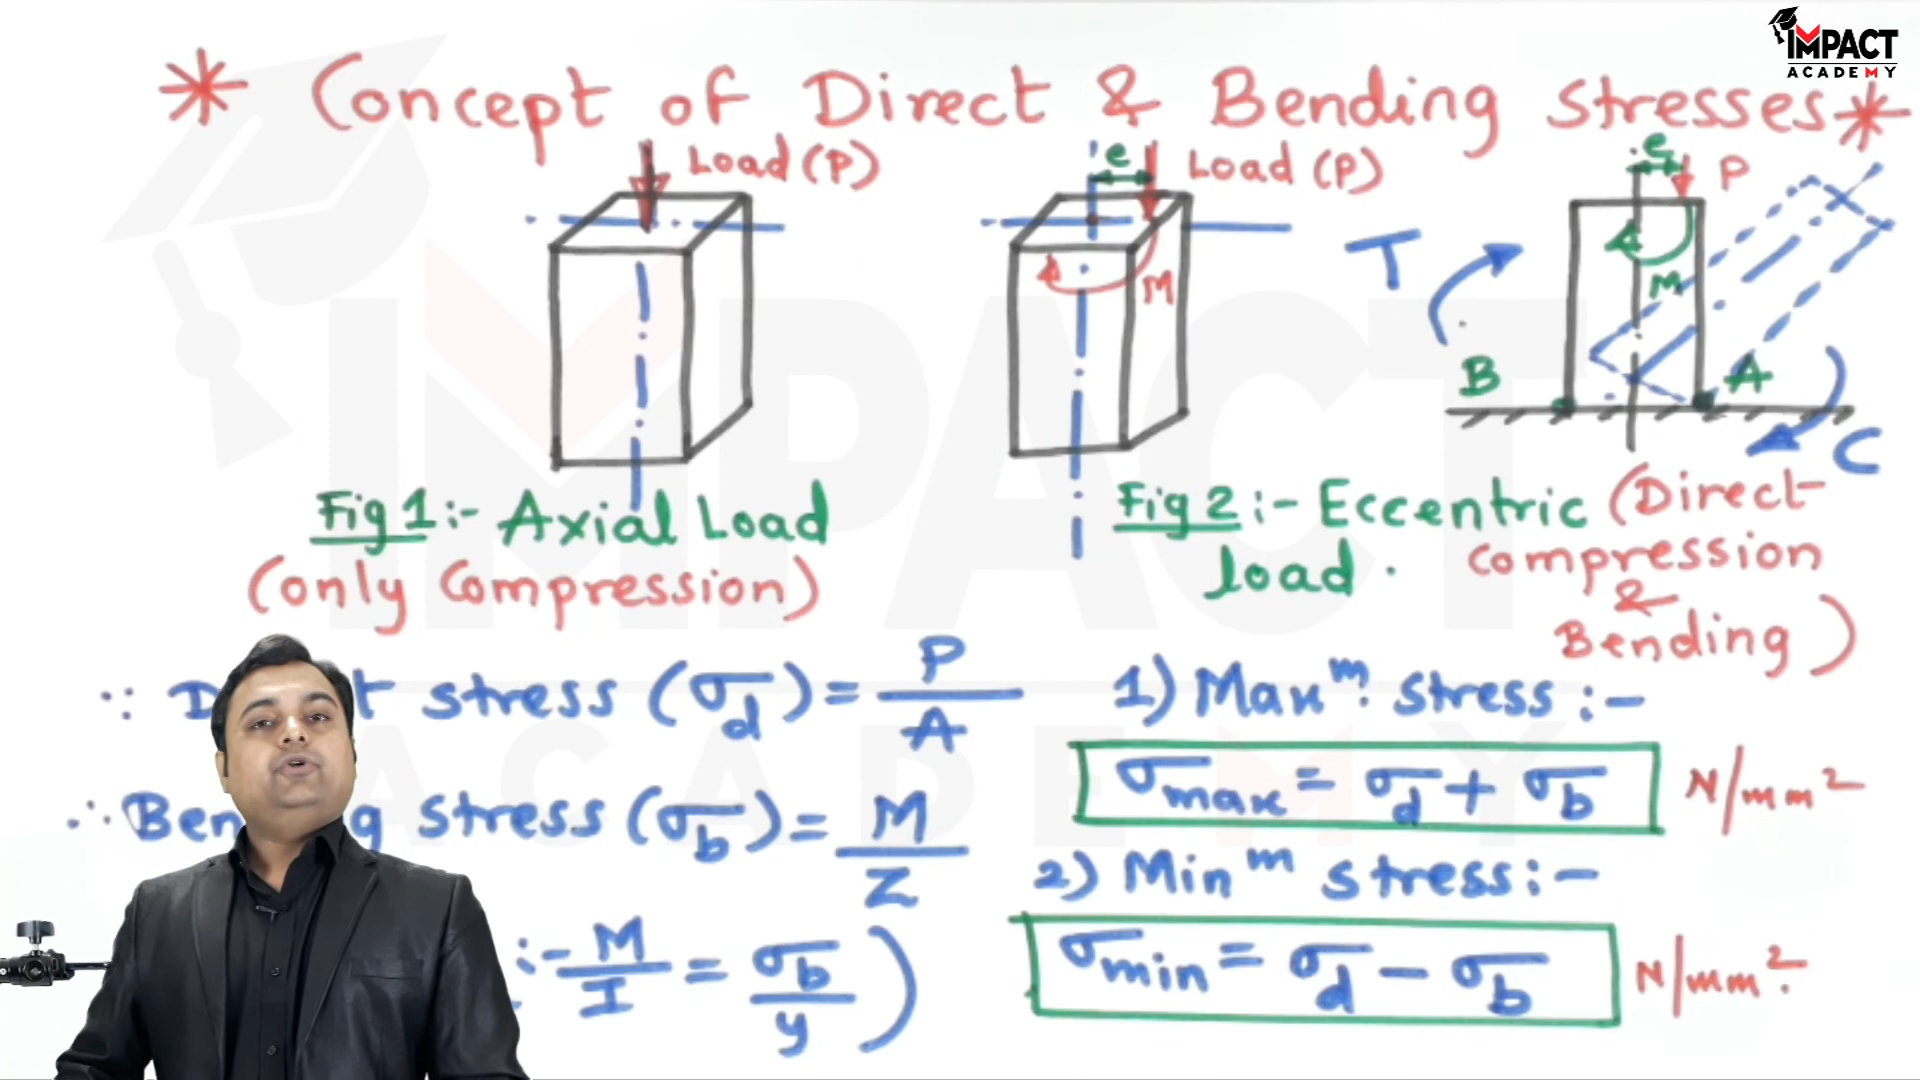 IMPACT
ACADEMY
* Concept of Direct & Bending Stresses *
Load (P)
e Load (P)
M
e P
M
T
B
A
C
Fig 1:- Axial Load
(only Compression)
Fig 2:- Eccentric load.
(Direct compression & Bending)
∵ stress (σd) = P/A
∴ stress (σb) = M/Z
:- M/I = σb/y )
1) Maxᵐ. stress :-
σmax = σd + σb N/mm²
2) Minᵐ stress :-
σmin = σd - σb N/mm².
IMPACT
ACADEMY